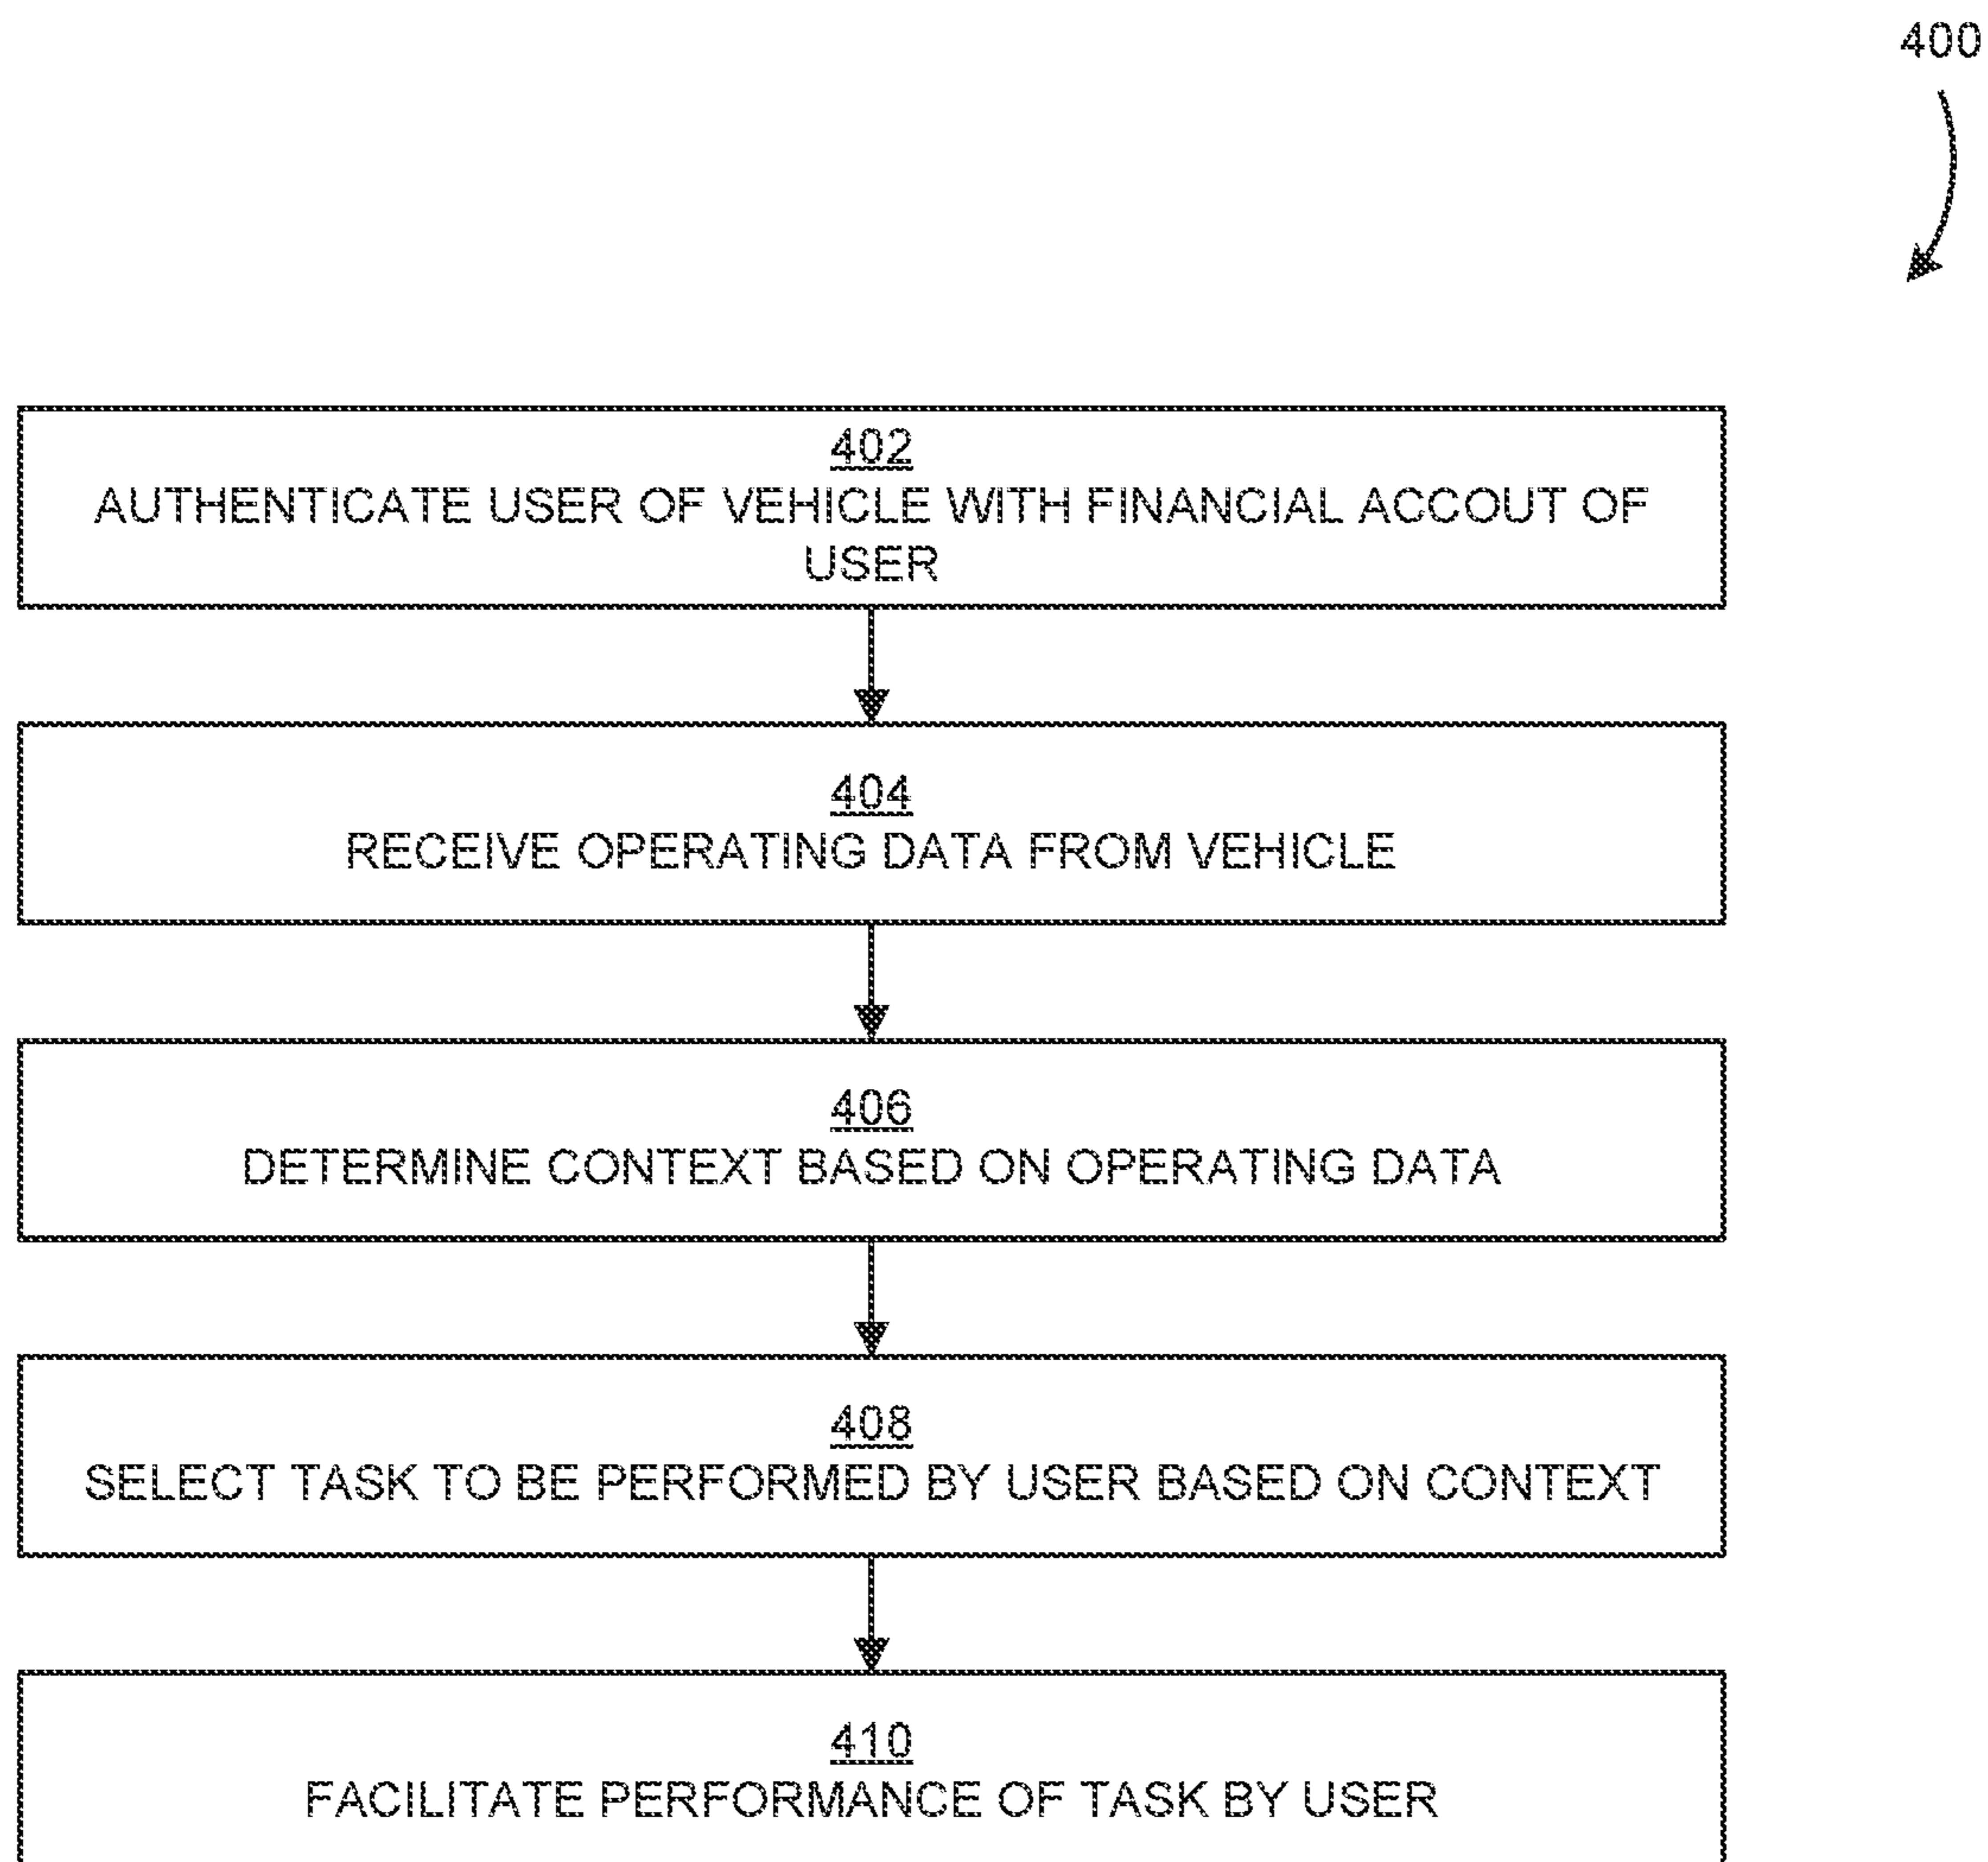 400
402
AUTHENTICATE USER OF VEHICLE WITH FINANCIAL ACCOUT OF
USER
404
RECEIVE OPERATING DATA FROM VEHICLE
406
DETERMINE CONTEXT BASED ON OPERATING DATA
408
SELECT TASK TO BE PERFORMED BY USER BASED ON CONTEXT
410
FACILITATE PERFORMANCE OF TASK BY USER